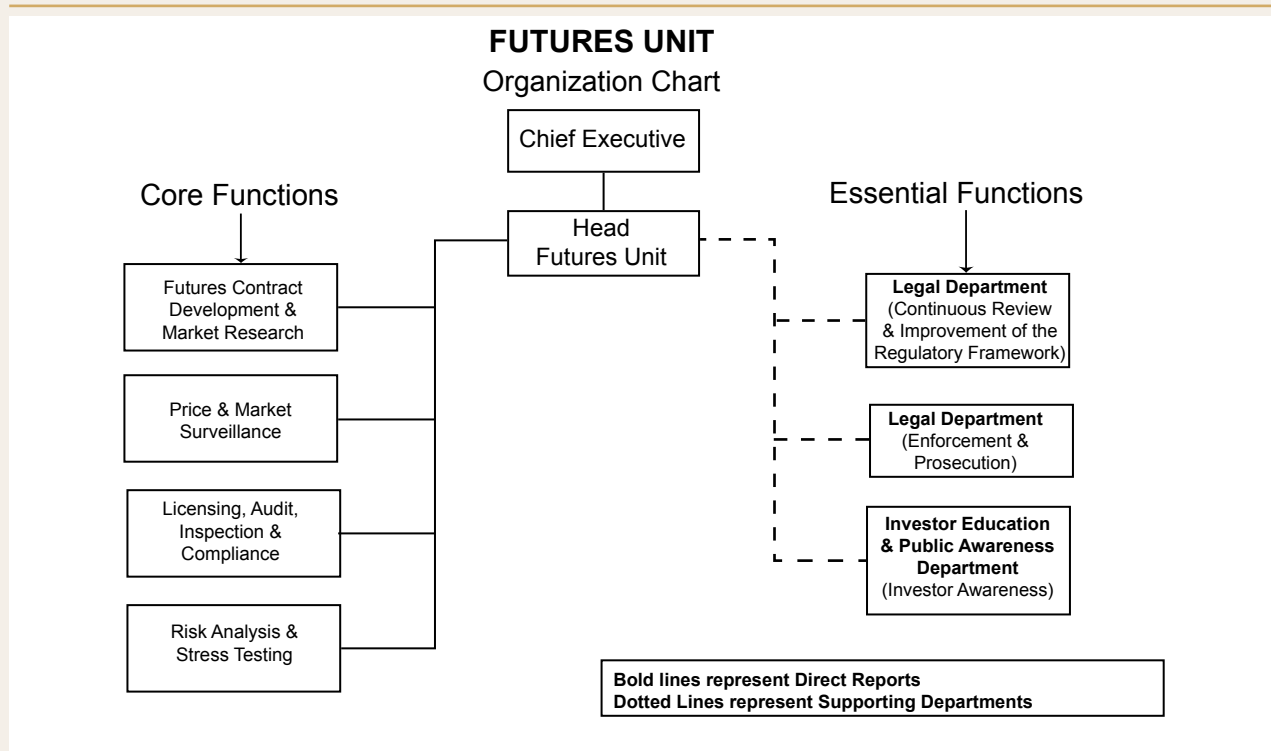 FUTURES UNIT
Organization Chart
Chief Executive
Head
Futures Unit
Core Functions
Futures Contract
Development &
Market Research
Price & Market
Surveillance
Licensing, Audit,
Inspection &
Compliance
Risk Analysis &
Stress Testing
Essential Functions
Legal Department
(Continuous Review
& Improvement of the
Regulatory Framework)
Legal Department
(Enforcement &
Prosecution)
Investor Education
& Public Awareness
Department
(Investor Awareness)
Bold lines represent Direct Reports
Dotted Lines represent Supporting Departments